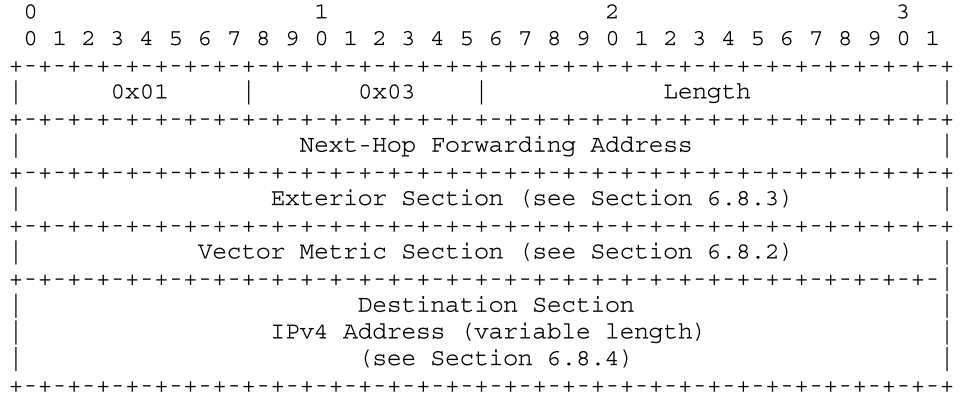 0                   1                   2                   3
 0 1 2 3 4 5 6 7 8 9 0 1 2 3 4 5 6 7 8 9 0 1 2 3 4 5 6 7 8 9 0 1
+-+-+-+-+-+-+-+-+-+-+-+-+-+-+-+-+-+-+-+-+-+-+-+-+-+-+-+-+-+-+-+-+
|      0x01     |       0x03    |            Length             |
+-+-+-+-+-+-+-+-+-+-+-+-+-+-+-+-+-+-+-+-+-+-+-+-+-+-+-+-+-+-+-+-+
|                   Next-Hop Forwarding Address                 |
+-+-+-+-+-+-+-+-+-+-+-+-+-+-+-+-+-+-+-+-+-+-+-+-+-+-+-+-+-+-+-+-+
|                 Exterior Section (see Section 6.8.3)          |
+-+-+-+-+-+-+-+-+-+-+-+-+-+-+-+-+-+-+-+-+-+-+-+-+-+-+-+-+-+-+-+-+
|            Vector Metric Section (see Section 6.8.2)          |
+-+-+-+-+-+-+-+-+-+-+-+-+-+-+-+-+-+-+-+-+-+-+-+-+-+-+-+-+-+-+-+-|
|                       Destination Section                     |
|                 IPv4 Address (variable length)                |
|                       (see Section 6.8.4)                     |
+-+-+-+-+-+-+-+-+-+-+-+-+-+-+-+-+-+-+-+-+-+-+-+-+-+-+-+-+-+-+-+-+